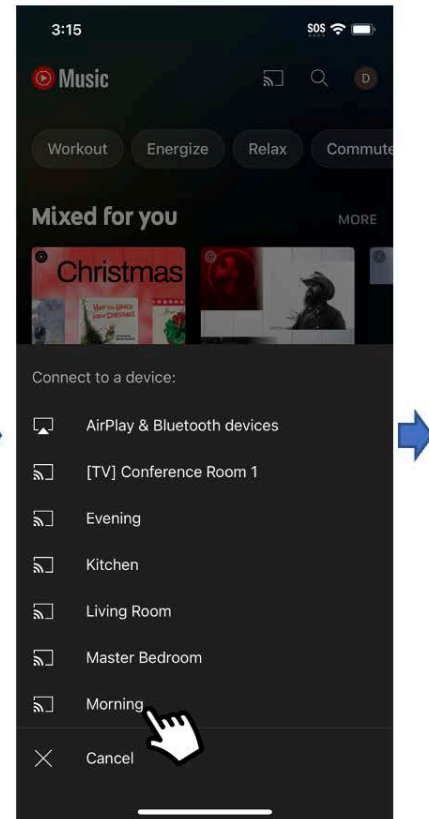 3:15 SOS
Music D
Workout Energize Relax Commute
Mixed for you MORE
Christmas
Connect to a device:
AirPlay & Bluetooth devices
[TV] Conference Room 1
Evening
Kitchen
Living Room
Master Bedroom
Morning
Cancel